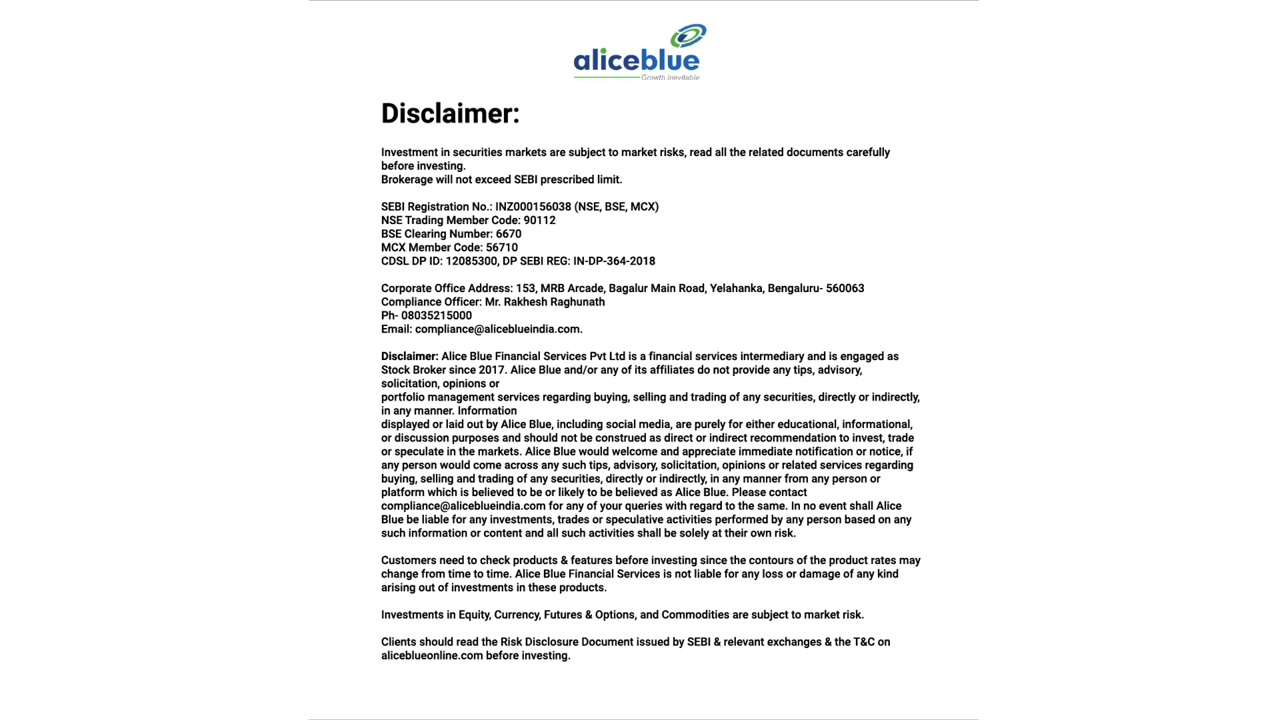 aliceblue
Growth Inevitable
Disclaimer:
Investment in securities markets are subject to market risks, read all the related documents carefully
before investing.
Brokerage will not exceed SEBI prescribed limit.
SEBI Registration No.: INZ000156038 (NSE, BSE, MCX)
NSE Trading Member Code: 90112
BSE Clearing Number: 6670
MCX Member Code: 56710
CDSL DP ID: 12085300, DP SEBI REG: IN-DP-364-2018
Corporate Office Address: 153, MRB Arcade, Bagalur Main Road, Yelahanka, Bengaluru- 560063
Compliance Officer: Mr. Rakhesh Raghunath
Ph- 08035215000
Email: compliance@aliceblueindia.com.
Disclaimer: Alice Blue Financial Services Pvt Ltd is a financial services intermediary and is engaged as
Stock Broker since 2017. Alice Blue and/or any of its affiliates do not provide any tips, advisory,
solicitation, opinions or
portfolio management services regarding buying, selling and trading of any securities, directly or indirectly,
in any manner. Information
displayed or laid out by Alice Blue, including social media, are purely for either educational, informational,
or discussion purposes and should not be construed as direct or indirect recommendation to invest, trade
or speculate in the markets. Alice Blue would welcome and appreciate immediate notification or notice, if
any person would come across any such tips, advisory, solicitation, opinions or related services regarding
buying, selling and trading of any securities, directly or indirectly, in any manner from any person or
platform which is believed to be or likely to be believed as Alice Blue. Please contact
compliance@aliceblueindia.com for any of your queries with regard to the same. In no event shall Alice
Blue be liable for any investments, trades or speculative activities performed by any person based on any
such information or content and all such activities shall be solely at their own risk.
Customers need to check products & features before investing since the contours of the product rates may
change from time to time. Alice Blue Financial Services is not liable for any loss or damage of any kind
arising out of investments in these products.
Investments in Equity, Currency, Futures & Options, and Commodities are subject to market risk.
Clients should read the Risk Disclosure Document issued by SEBI & relevant exchanges & the T&C on
aliceblueonline.com before investing.